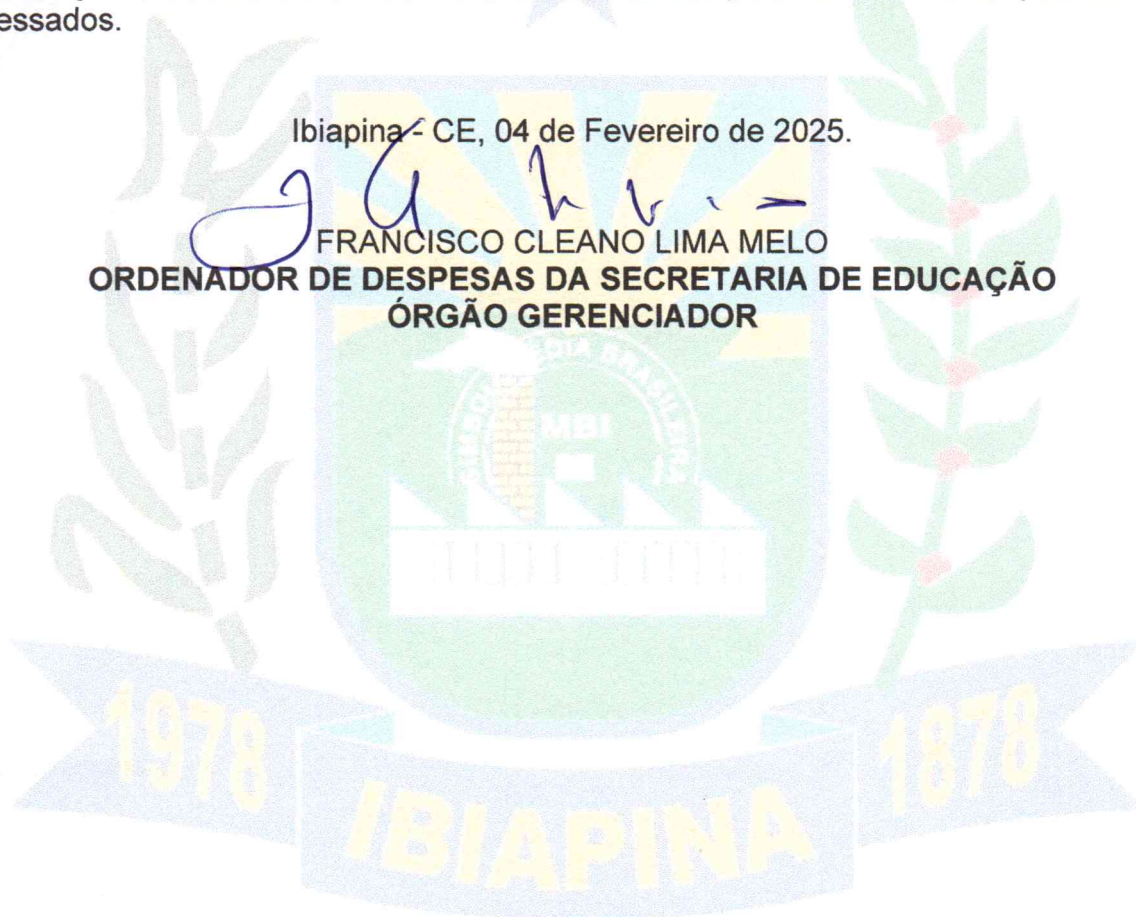 essados.
Ibiapina - CE, 04 de Fevereiro de 2025.
FRANCISCO CLEANO LIMA MELO
ORDENADOR DE DESPESAS DA SECRETARIA DE EDUCAÇÃO
ÓRGÃO GERENCIADOR
MBI
1978
1878
IBIAPINA